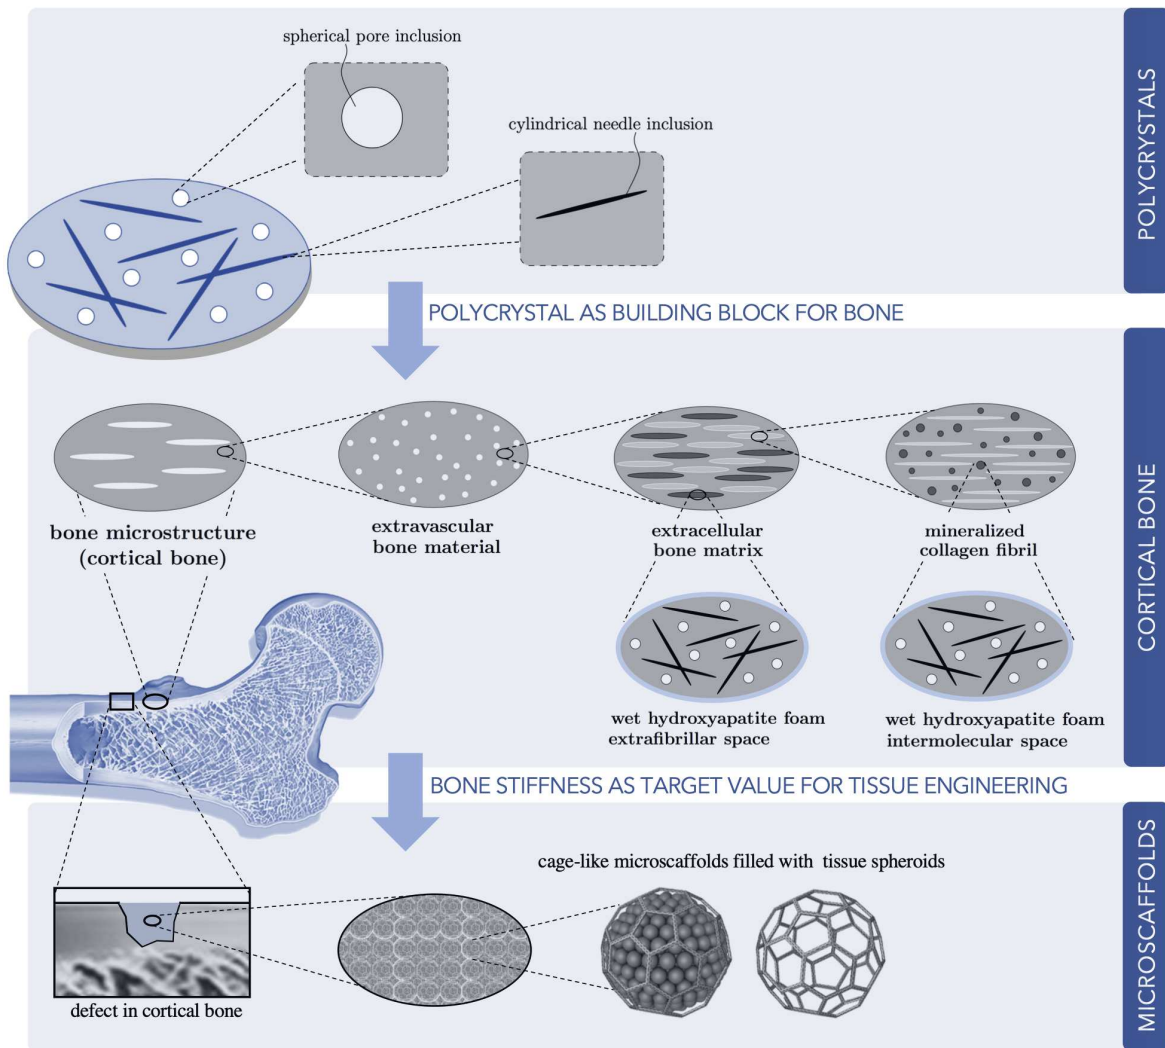 spherical pore inclusion
cylindrical needle inclusion
POLYCRYSTALS
POLYCRYSTAL AS BUILDING BLOCK FOR BONE
bone microstructure
(cortical bone)
extravascular
bone material
extracellular
bone matrix
mineralized
collagen fibril
wet hydroxyapatite foam
extrafibrillar space
wet hydroxyapatite foam
intermolecular space
CORTICAL BONE
BONE STIFFNESS AS TARGET VALUE FOR TISSUE ENGINEERING
cage-like microscaffolds filled with tissue spheroids
defect in cortical bone
MICROSCAFFOLDS